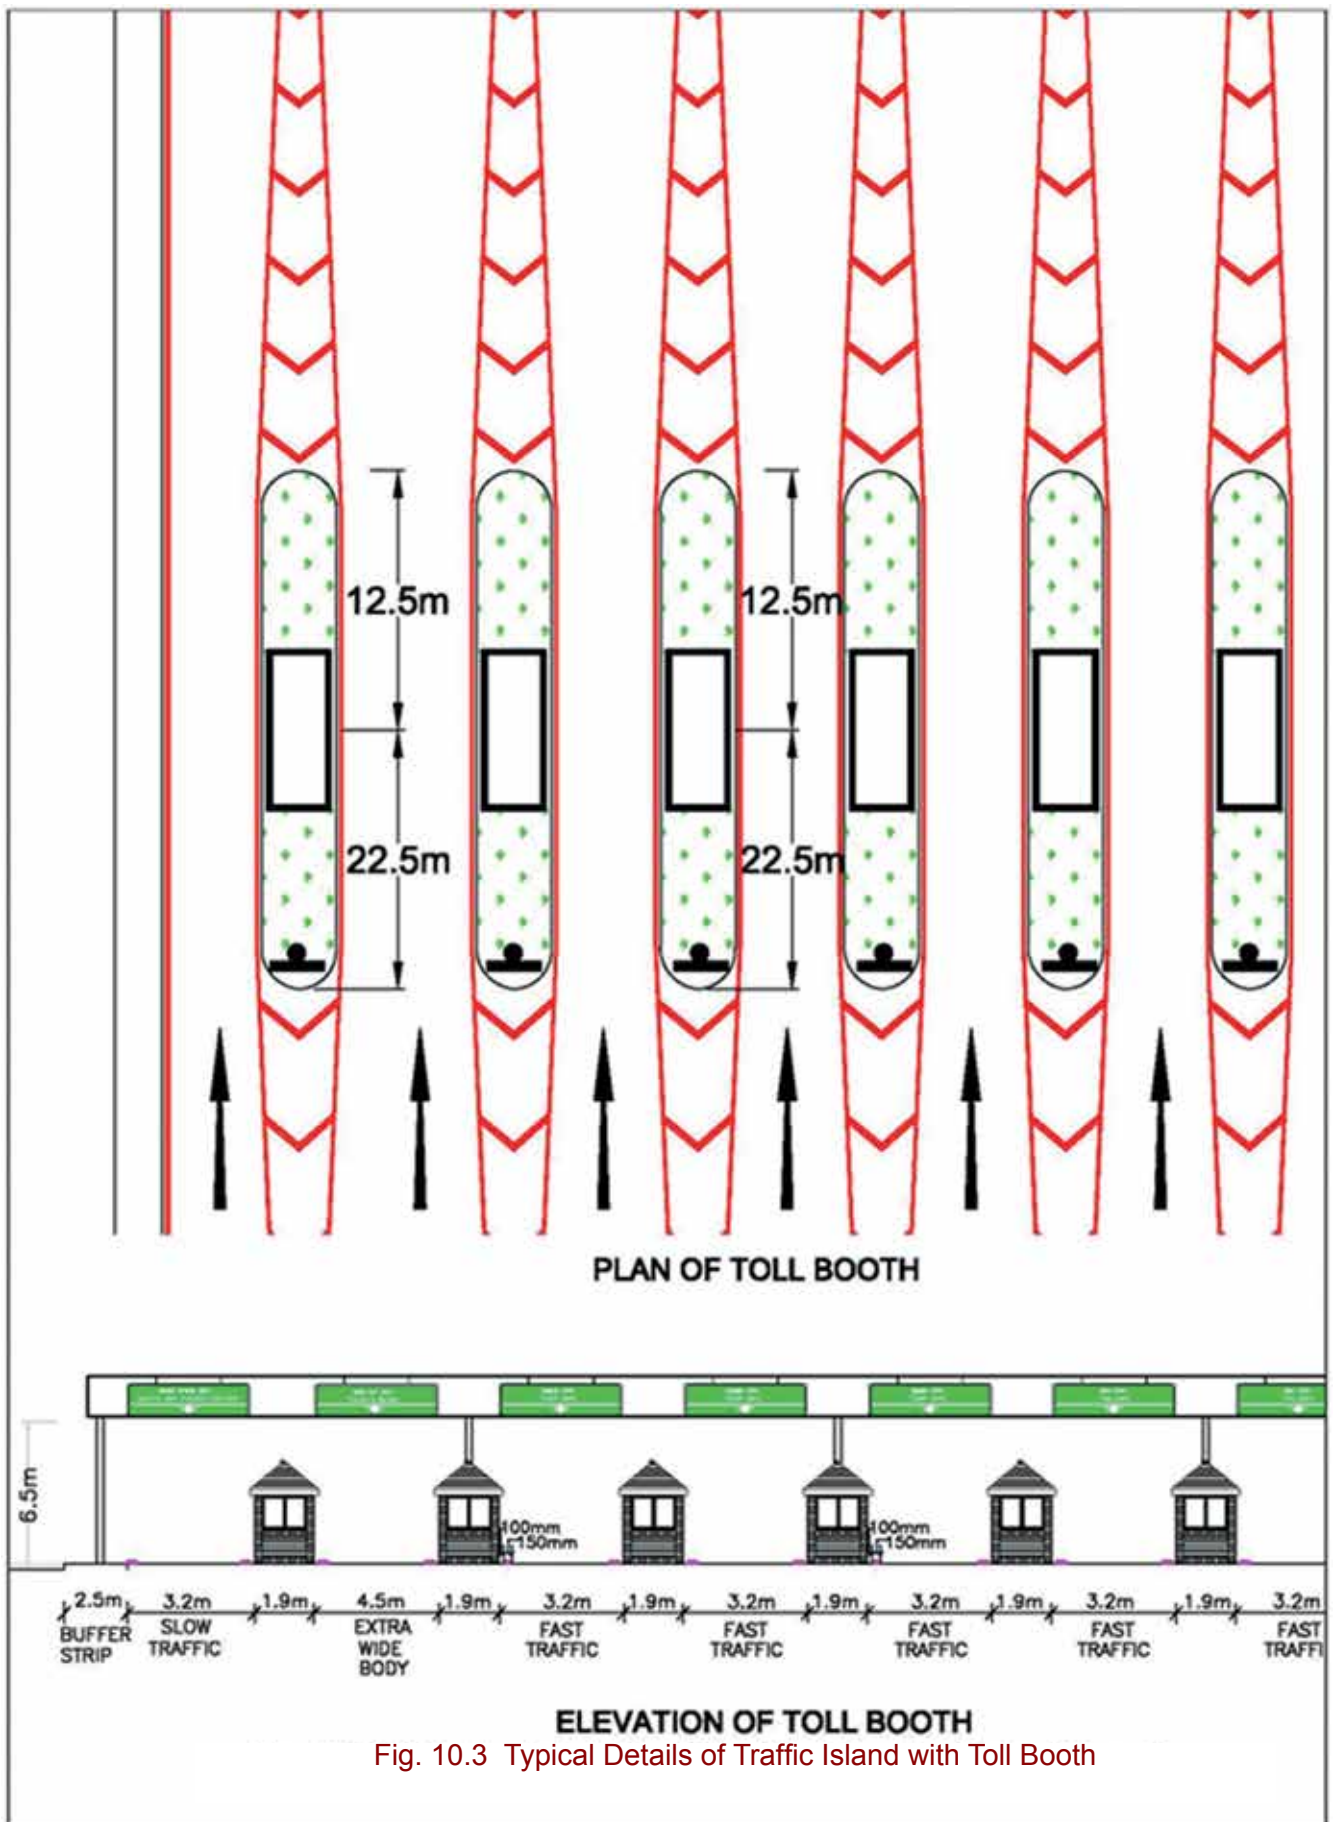 12.5m
12.5m
22.5m
22.5m
PLAN OF TOLL BOOTH
6.5m
100mm
150mm
100mm
150mm
2.5m 3.2m 1.9m 4.5m 1.9m 3.2m 1.9m 3.2m 1.9m 3.2m 1.9m 3.2m 1.9m 3.2m
BUFFER
STRIP
SLOW
TRAFFIC
EXTRA
WIDE
BODY
FAST
TRAFFIC
FAST
TRAFFIC
FAST
TRAFFIC
FAST
TRAFFIC
FAST
TRAFFI
ELEVATION OF TOLL BOOTH
Fig. 10.3 Typical Details of Traffic Island with Toll Booth